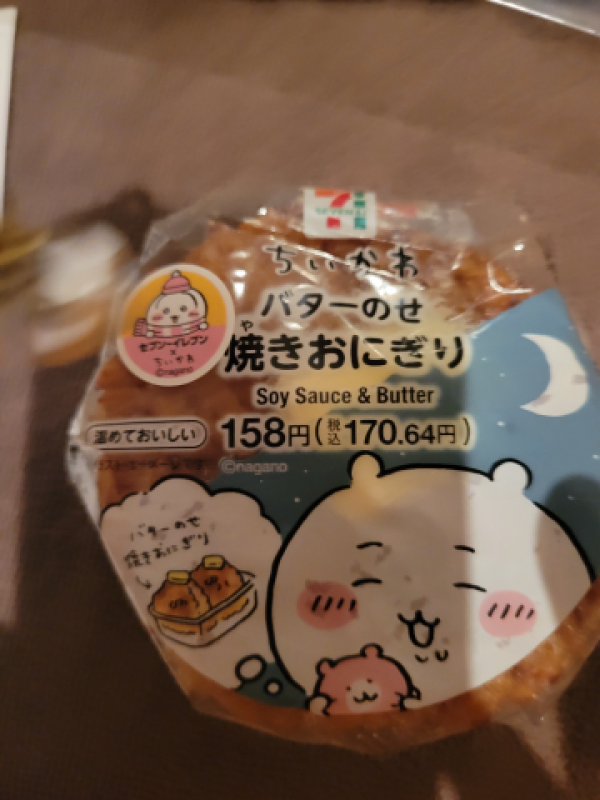 ちいかわ
バターのせ
や
焼きおにぎり
Soy Sauce & Butter
セブン-イレブン
×
ちいかわ
©nagano
温めておいしい
158円(税込170.64円)
©nagano
バターのせ
焼きおにぎり